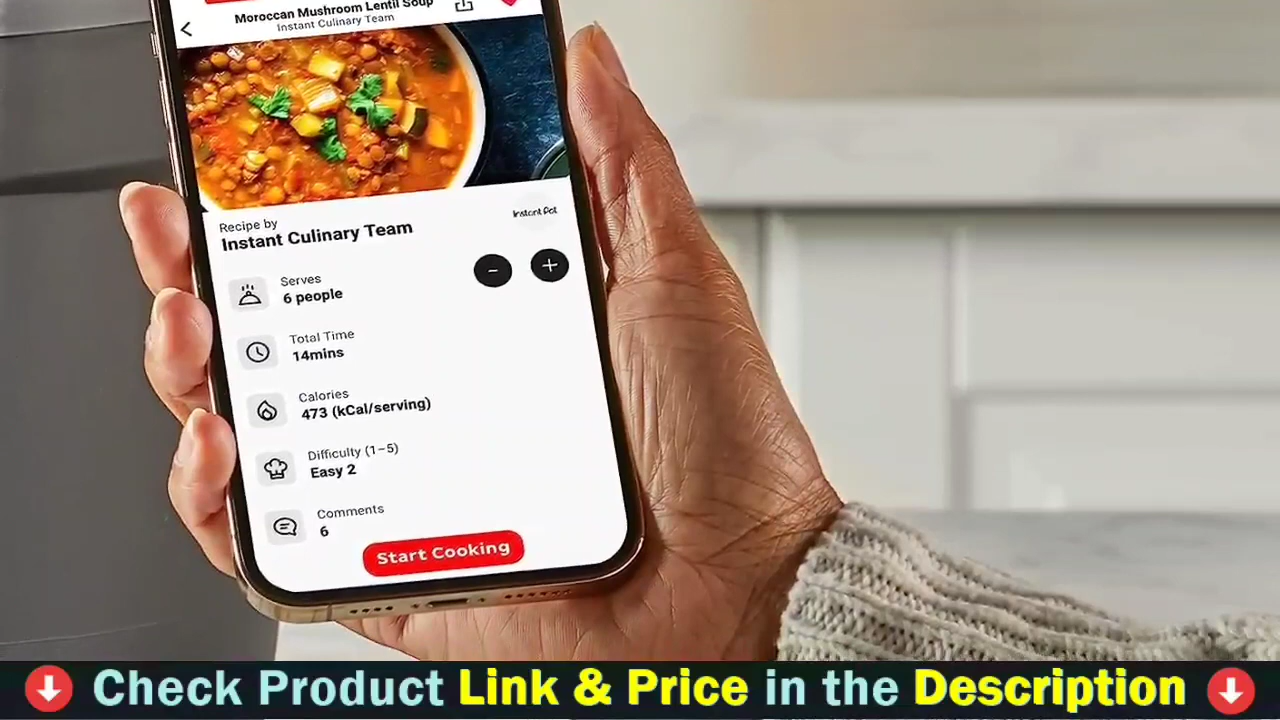 Moroccan Mushroom Lentil Soup
Instant Culinary Team
Recipe by
Instant Culinary Team
Instant Pot
Serves
6 people
Total Time
14mins
Calories
473 (kCal/serving)
Difficulty (1–5)
Easy 2
Comments
6
Start Cooking
Check Product Link & Price in the Description